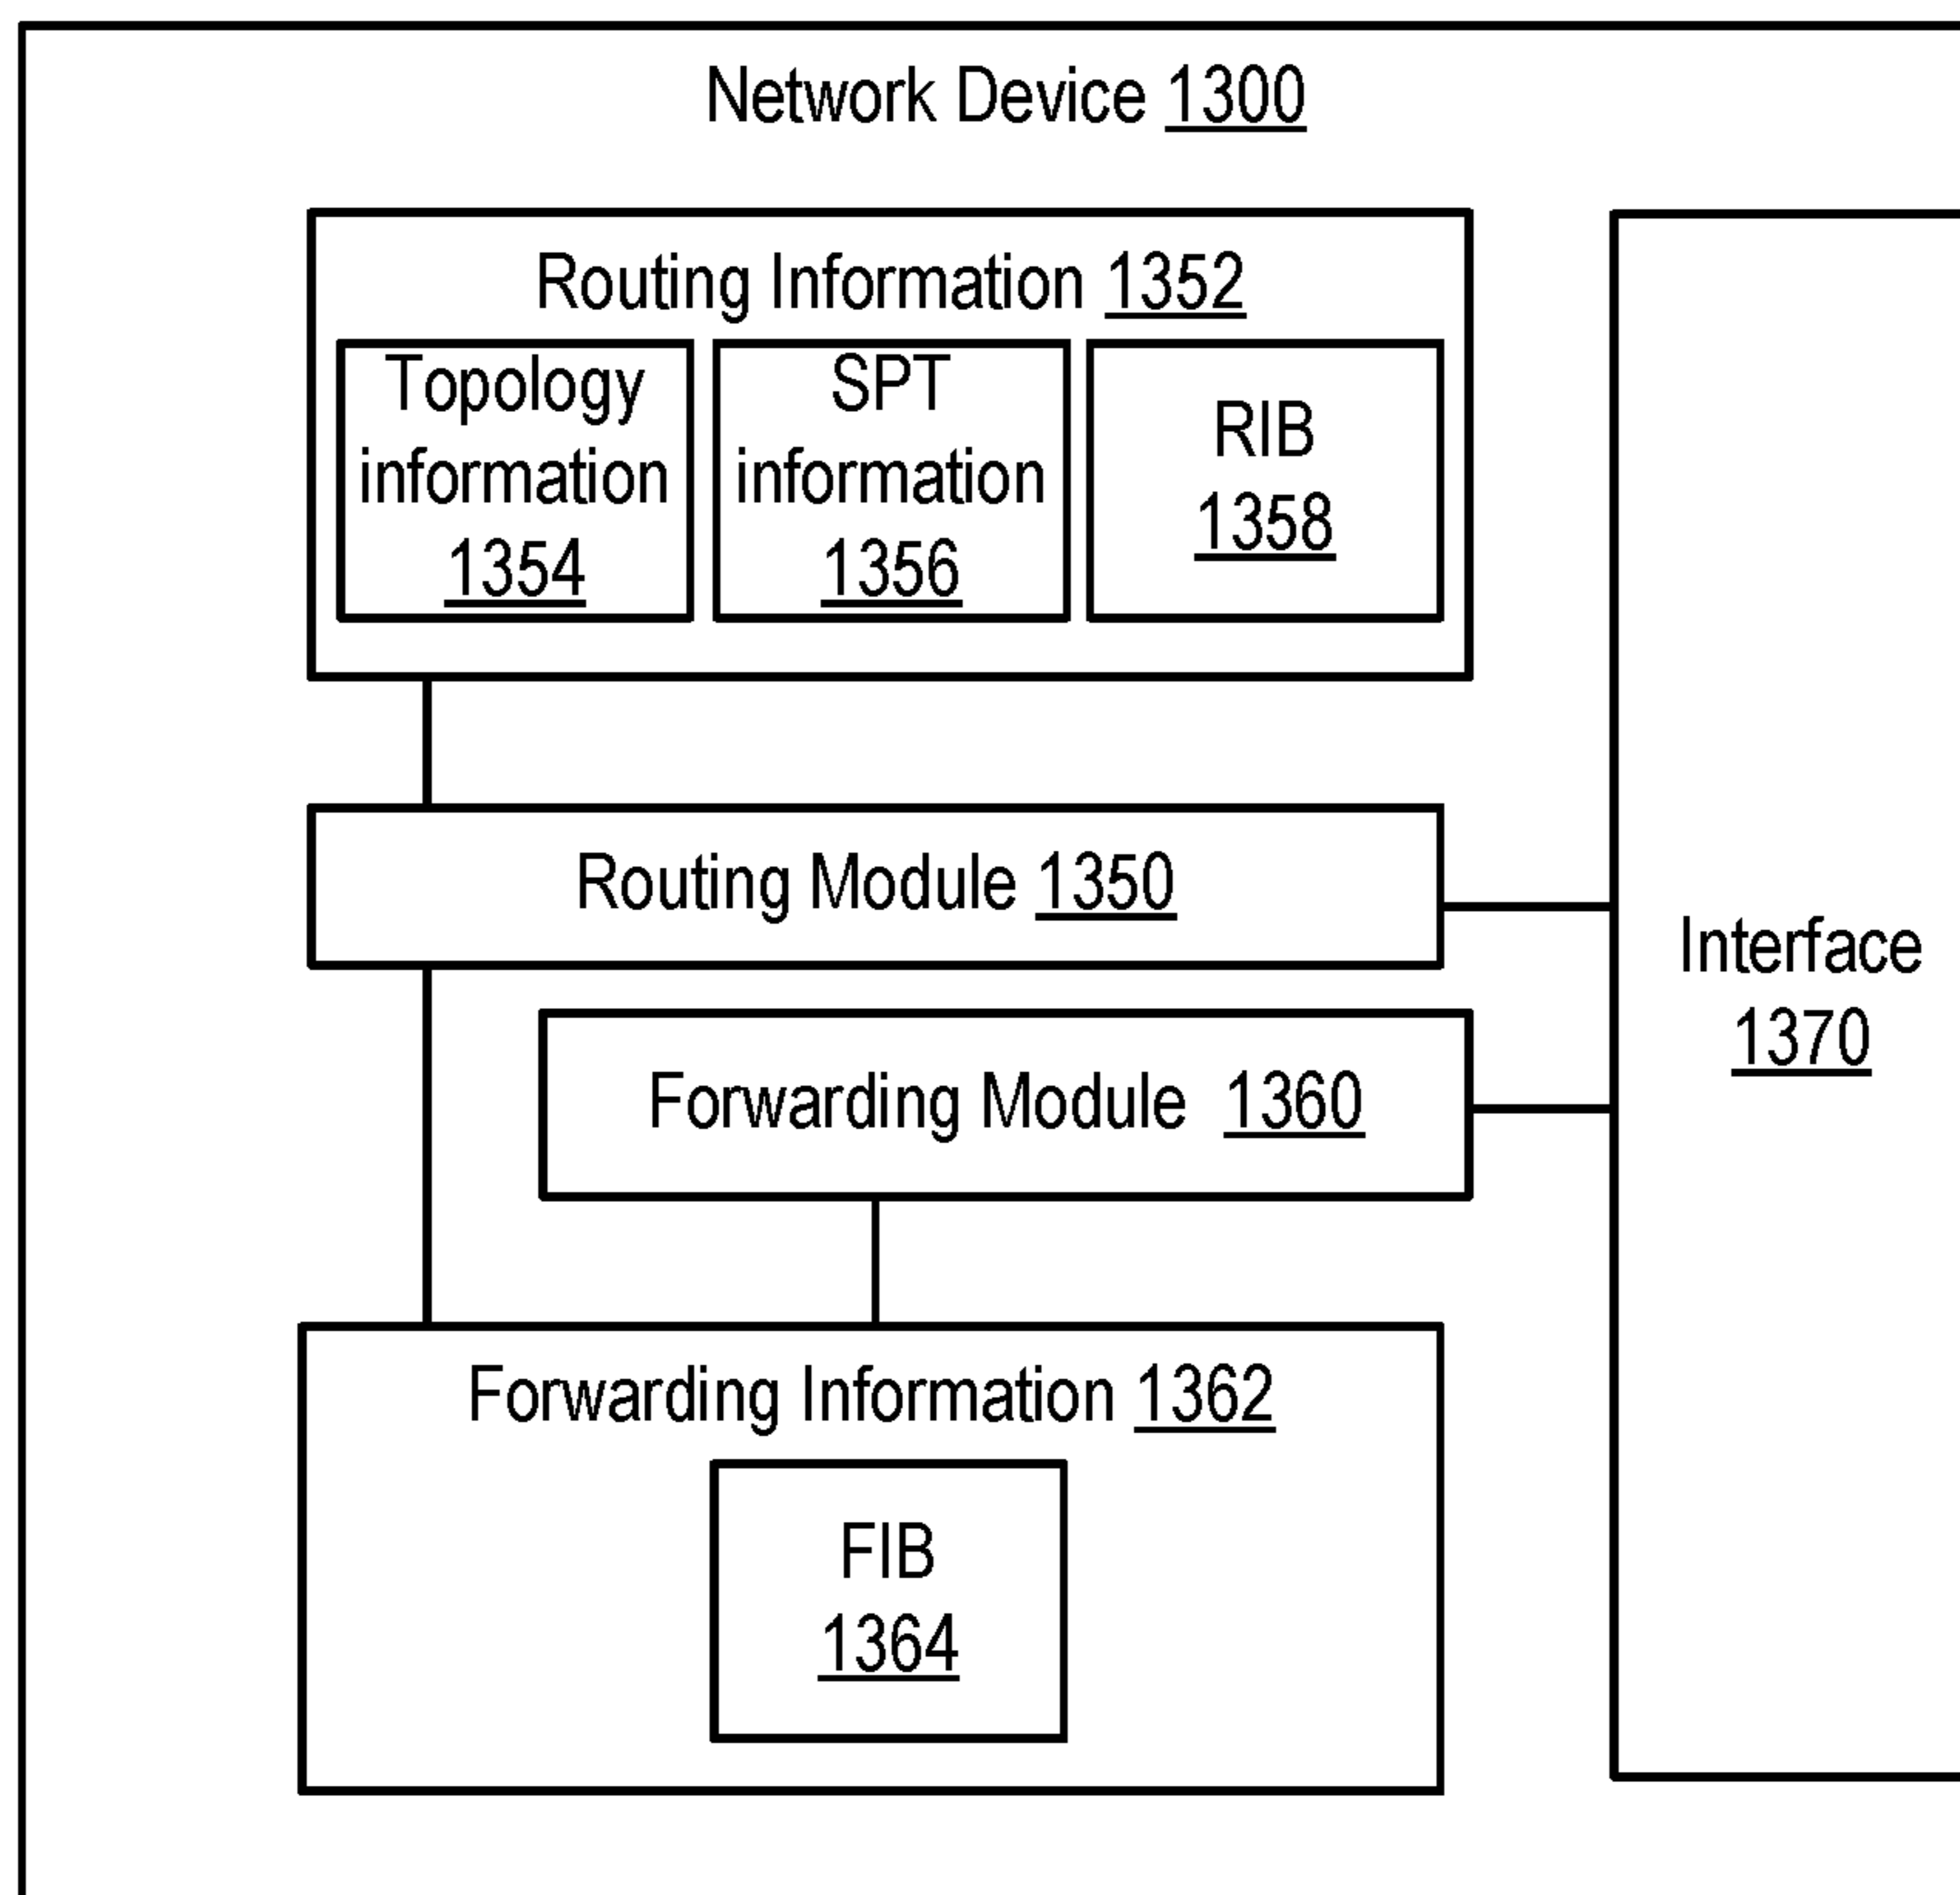 Network Device 1300
Routing Information 1352
Topology
information
1354
SPT
information
1356
RIB
1358
Routing Module 1350
Interface
1370
Forwarding Module 1360
Forwarding Information 1362
FIB
1364